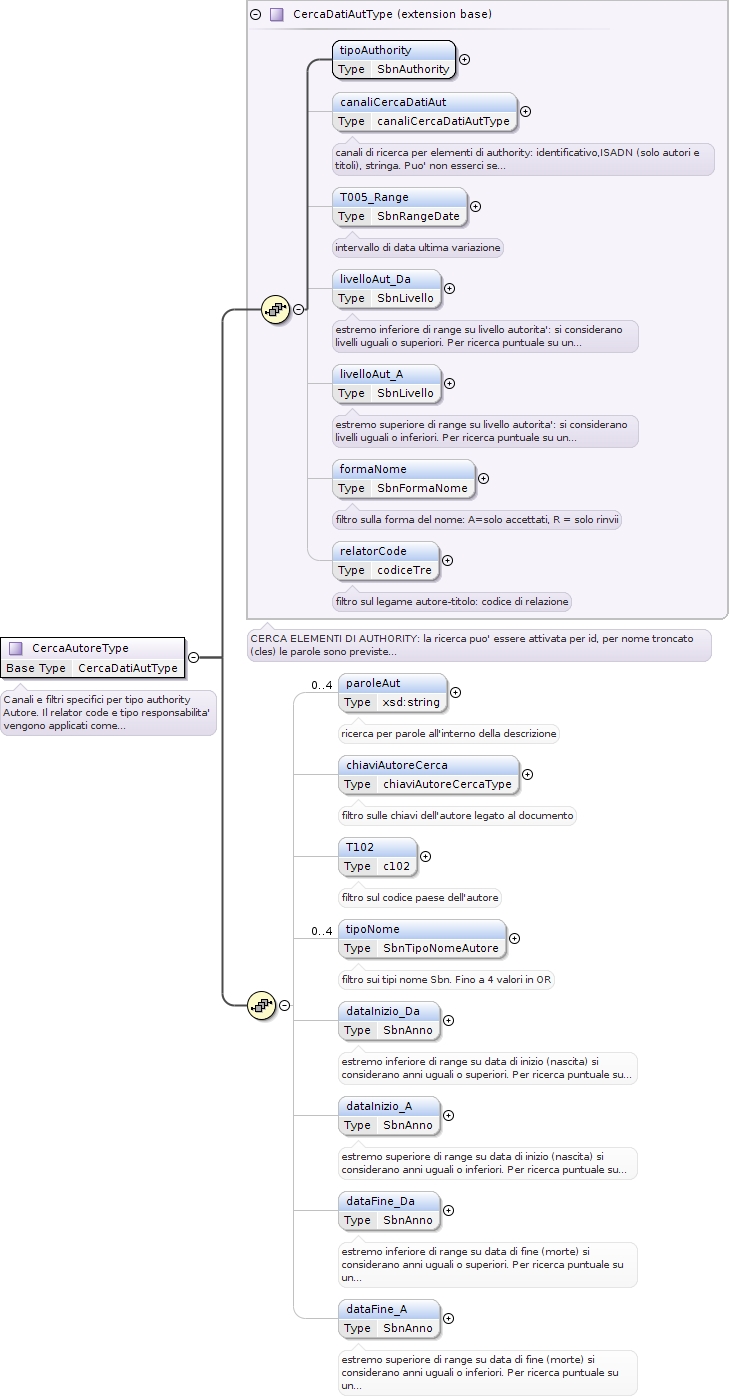 CercaDatiAutType (extension base)
tipoAuthority
Type SbnAuthority
canaliCercaDatiAut
Type canaliCercaDatiAutType
canali di ricerca per elementi di authority: identificativo,ISADN (solo autori e
titoli), stringa. Puo' non esserci se...
T005_Range
Type SbnRangeDate
intervallo di data ultima variazione
livelloAut_Da
Type SbnLivello
estremo inferiore di range su livello autorita': si considerano
livelli uguali o superiori. Per ricerca puntuale su un...
livelloAut_A
Type SbnLivello
estremo superiore di range su livello autorita': si considerano
livelli uguali o inferiori. Per ricerca puntuale su un...
formaNome
Type SbnFormaNome
filtro sulla forma del nome: A=solo accettati, R = solo rinvii
relatorCode
Type codiceTre
filtro sul legame autore-titolo: codice di relazione
CERCA ELEMENTI DI AUTHORITY: la ricerca puo' essere attivata per id, per nome troncato
(cles) le parole sono previste...
CercaAutoreType
Base Type CercaDatiAutType
Canali e filtri specifici per tipo authority
Autore. Il relator code e tipo responsabilita'
vengono applicati come...
0..4 paroleAut
Type xsd:string
ricerca per parole all'interno della descrizione
chiaviAutoreCerca
Type chiaviAutoreCercaType
filtro sulle chiavi dell'autore legato al documento
T102
Type c102
filtro sul codice paese dell'autore
0..4 tipoNome
Type SbnTipoNomeAutore
filtro sui tipi nome Sbn. Fino a 4 valori in OR
dataInizio_Da
Type SbnAnno
estremo inferiore di range su data di inizio (nascita) si
considerano anni uguali o superiori. Per ricerca puntuale su...
dataInizio_A
Type SbnAnno
estremo superiore di range su data di inizio (nascita) si
considerano anni uguali o inferiori. Per ricerca puntuale su...
dataFine_Da
Type SbnAnno
estremo inferiore di range su data di fine (morte) si
considerano anni uguali o superiori. Per ricerca puntuale su
un...
dataFine_A
Type SbnAnno
estremo superiore di range su data di fine (morte) si
considerano anni uguali o inferiori. Per ricerca puntuale su
un...